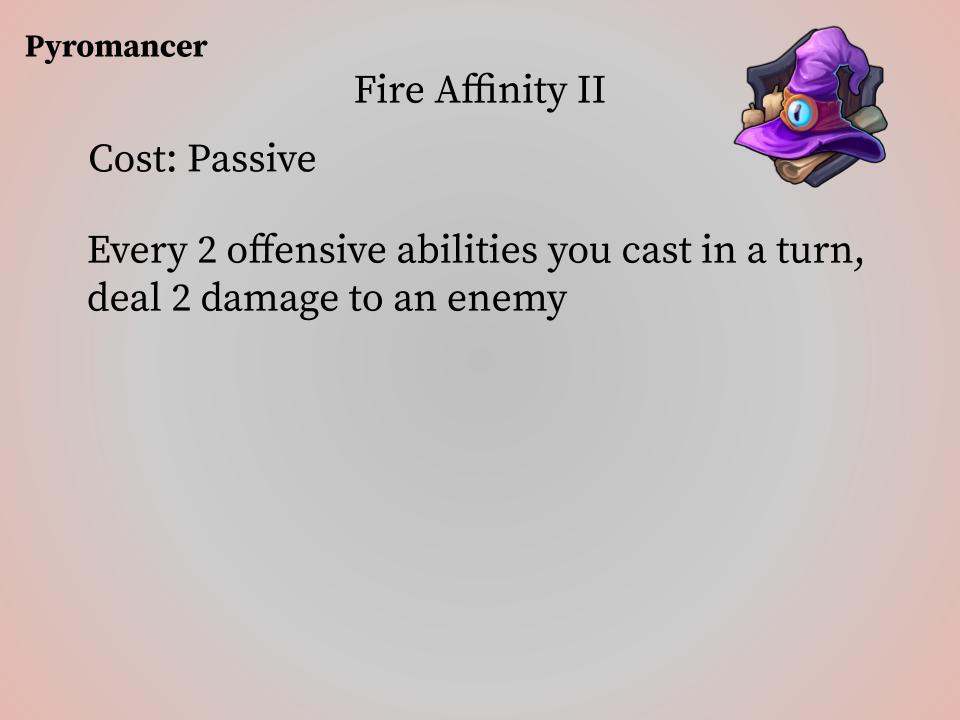 Pyromancer
Fire Affinity II
Cost: Passive
Every 2 offensive abilities you cast in a turn,
deal 2 damage to an enemy